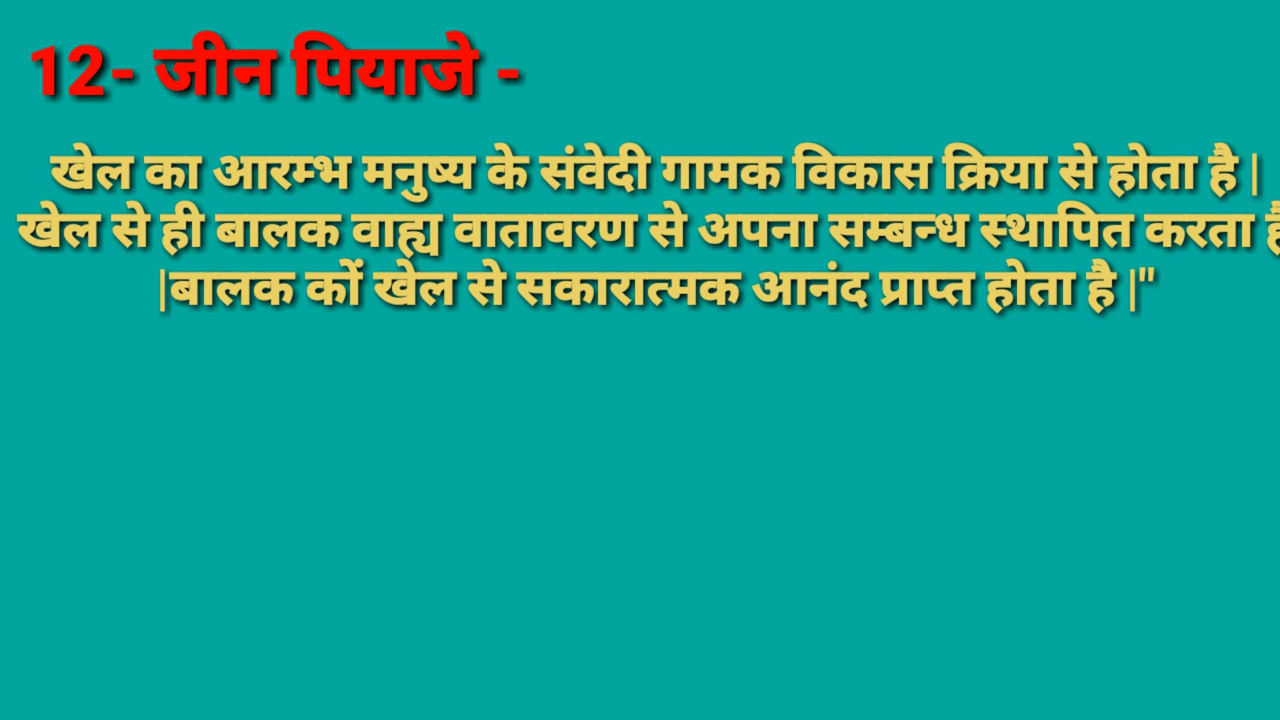 12- जीन पियाजे -
खेल का आरम्भ मनुष्य के संवेदी गामक विकास क्रिया से होता है |
खेल से ही बालक वाह्य वातावरण से अपना सम्बन्ध स्थापित करता है
|बालक कों खेल से सकारात्मक आनंद प्राप्त होता है |"